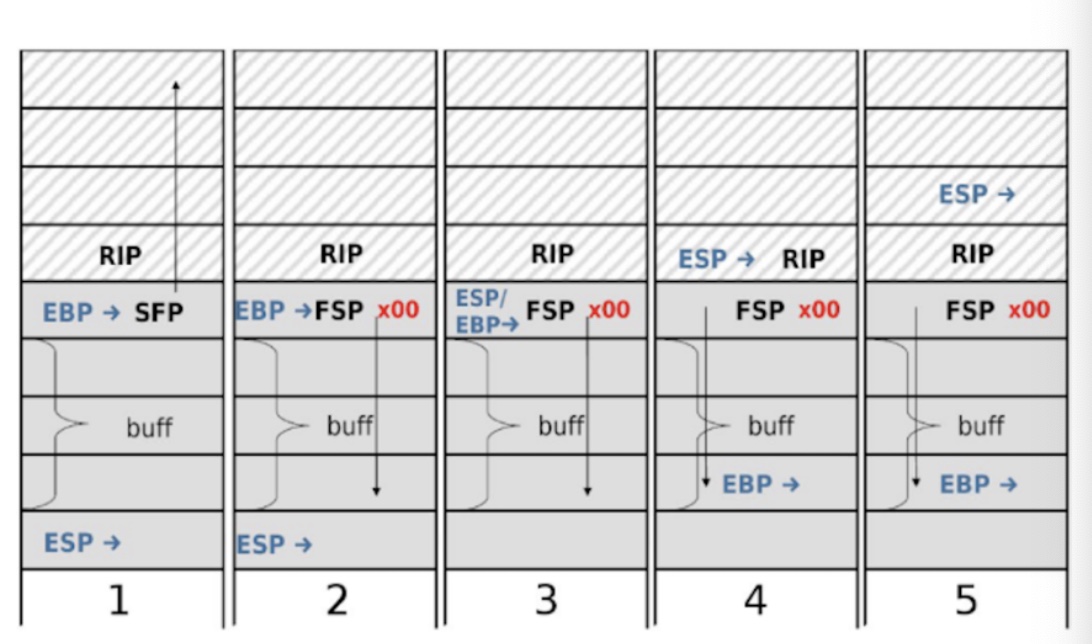 RIP
EBP → SFP
buff
ESP →
1
RIP
EBP →FSP x00
buff
ESP →
2
RIP
ESP/
EBP→ FSP x00
buff
3
ESP → RIP
FSP x00
buff
EBP →
4
ESP →
RIP
FSP x00
buff
EBP →
5